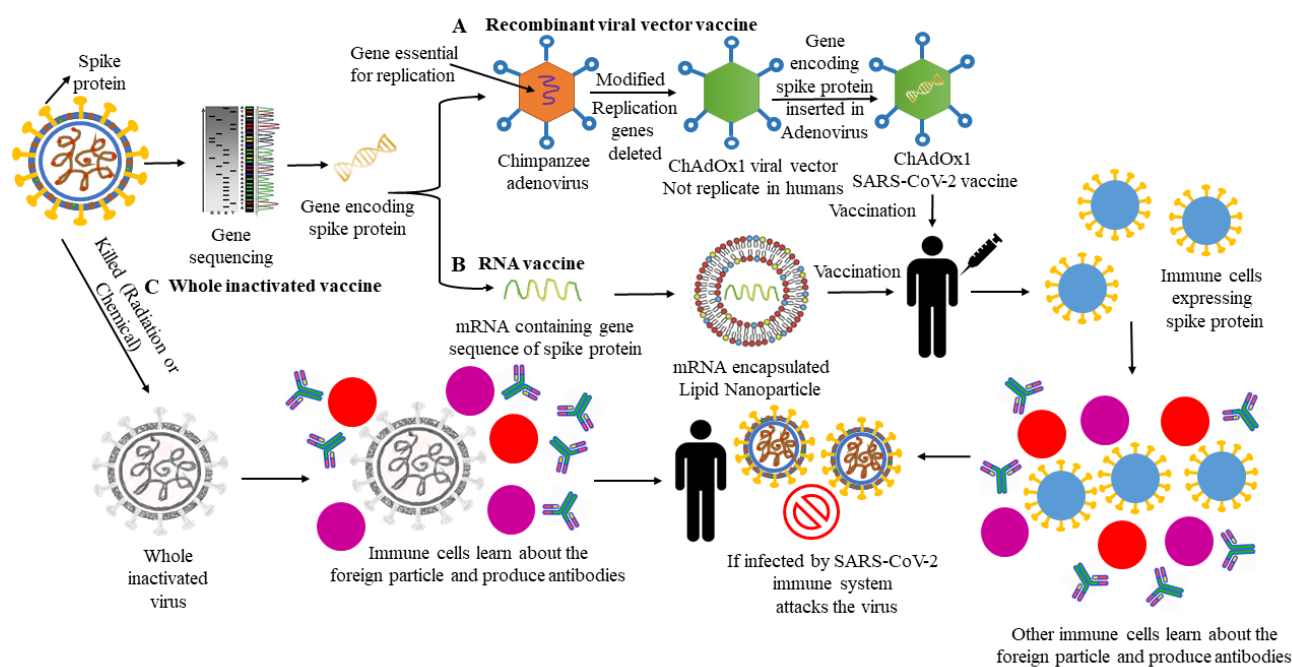 A Recombinant viral vector vaccine
Spike
protein
Gene essential
for replication
Modified
Replication
genes
deleted
Gene
encoding
spike protein
inserted in
Adenovirus
Chimpanzee
adenovirus
ChAdOx1 viral vector
Not replicate in humans
ChAdOx1
SARS-CoV-2 vaccine
Vaccination
Gene
sequencing
Gene encoding
spike protein
B RNA vaccine
mRNA containing gene
sequence of spike protein
mRNA encapsulated
Lipid Nanoparticle
Vaccination
Immune cells
expressing
spike protein
C Whole inactivated vaccine
Killed (Radiation or
Chemical)
Whole
inactivated
virus
Immune cells learn about the
foreign particle and produce antibodies
If infected by SARS-CoV-2
immune system
attacks the virus
Other immune cells learn about the
foreign particle and produce antibodies